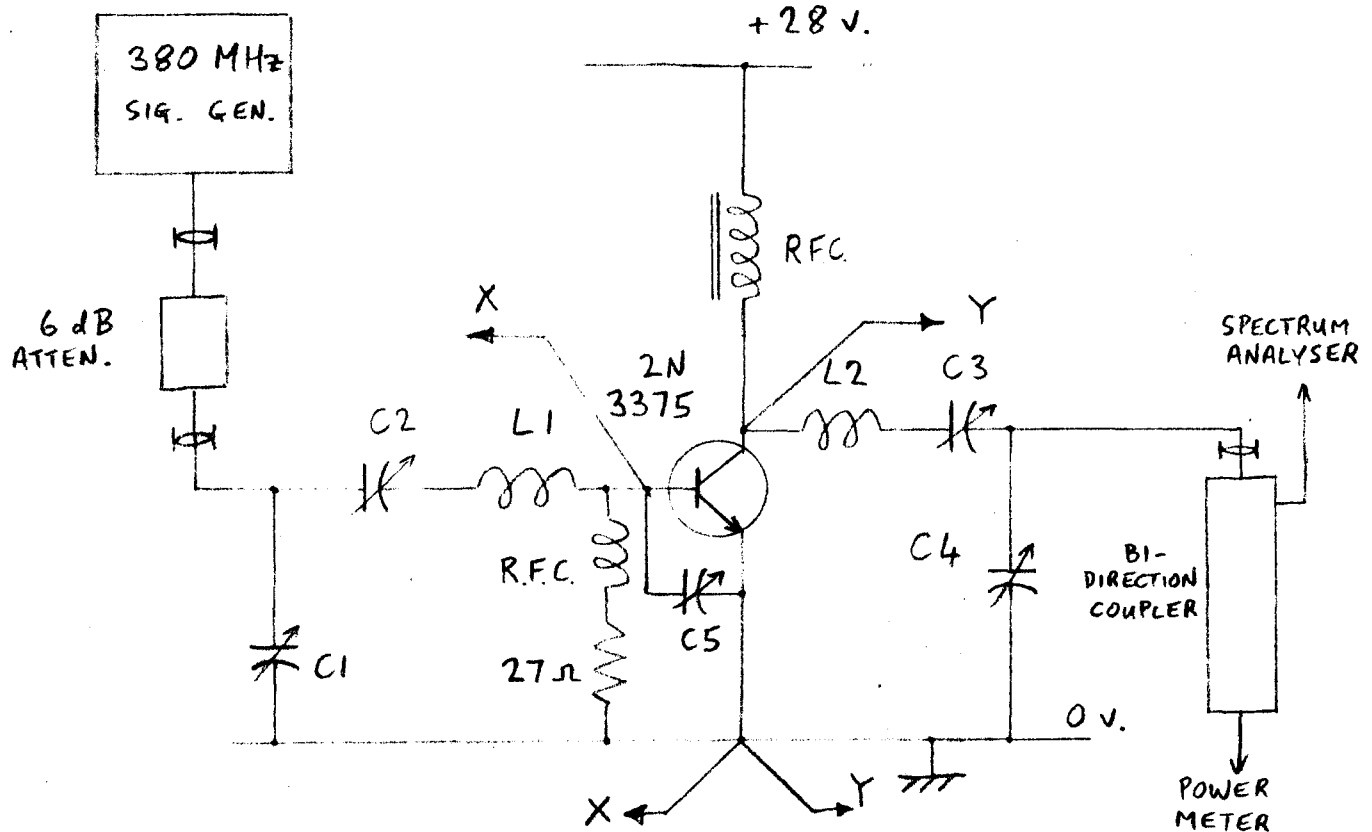 380 MHz
SIG. GEN.
+28 v.
6 dB
ATTEN.
R.F.C.
X
Y
SPECTRUM
ANALYSER
2N
3375
L2
C3
C2
L1
R.F.C.
C5
C4
BI-
DIRECTION
COUPLER
C1
27Ω
0 v.
X
Y
POWER
METER